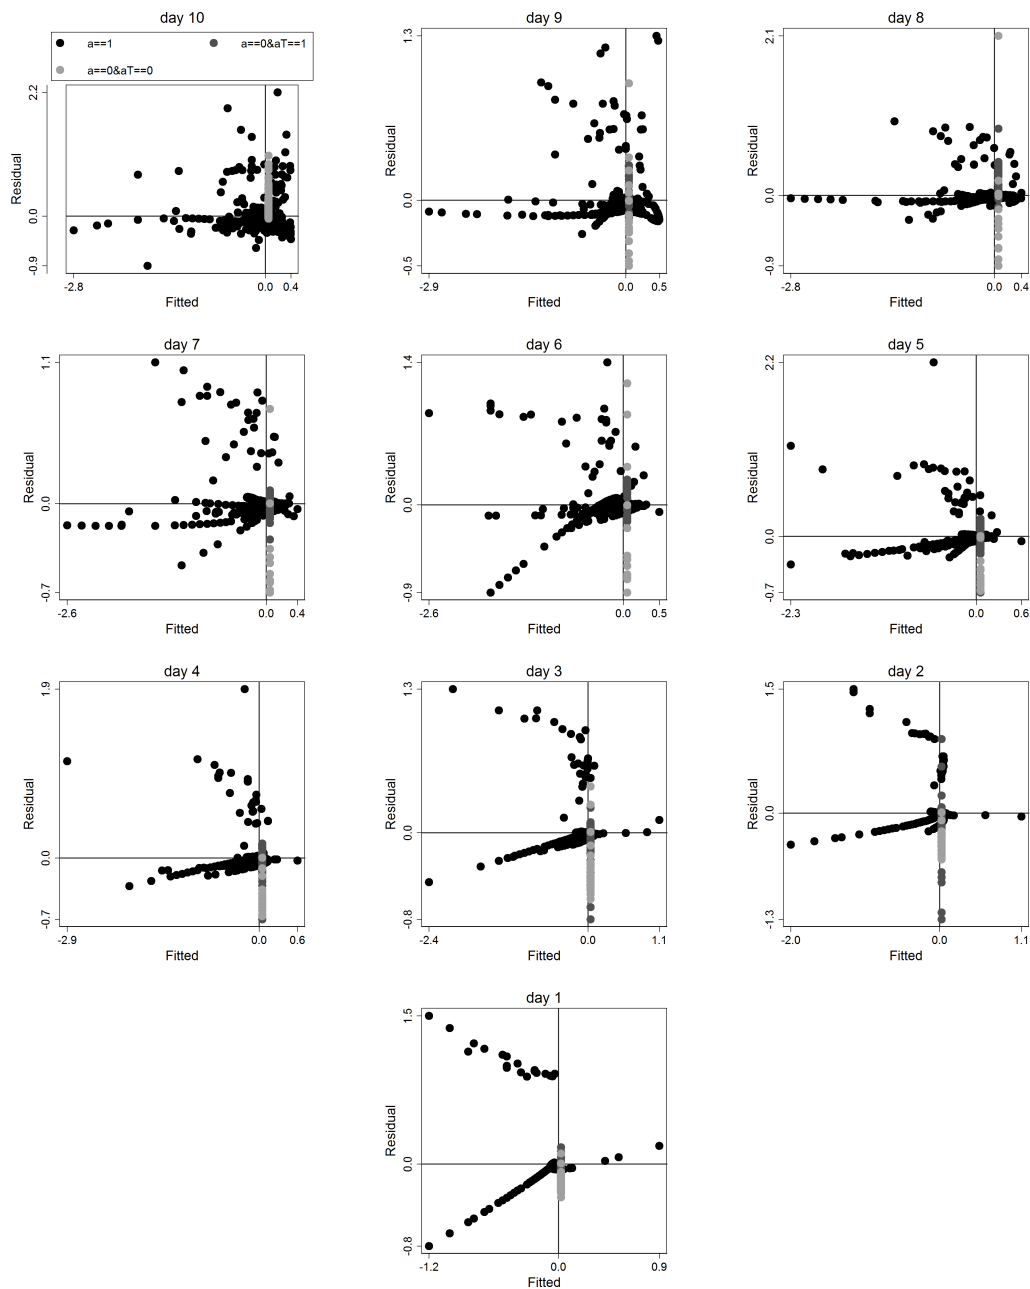 day 10
a==1
a==0&aT==1
a==0&aT==0
Residual
2.2
0.0
-0.9
-2.8
0.0
0.4
Fitted
day 9
Residual
1.3
0.0
-0.5
-2.9
0.0
0.5
Fitted
day 8
Residual
2.1
0.0
-0.9
-2.8
0.0
0.4
Fitted
day 7
Residual
1.1
0.0
-0.7
-2.6
0.0
0.4
Fitted
day 6
Residual
1.4
0.0
-0.9
-2.6
0.0
0.5
Fitted
day 5
Residual
2.2
0.0
-0.7
-2.3
0.0
0.6
Fitted
day 4
Residual
1.9
0.0
-0.7
-2.9
0.0
0.6
Fitted
day 3
Residual
1.3
0.0
-0.8
-2.4
0.0
1.1
Fitted
day 2
Residual
1.5
0.0
-1.3
-2.0
0.0
1.1
Fitted
day 1
Residual
1.5
0.0
-0.8
-1.2
0.0
0.9
Fitted